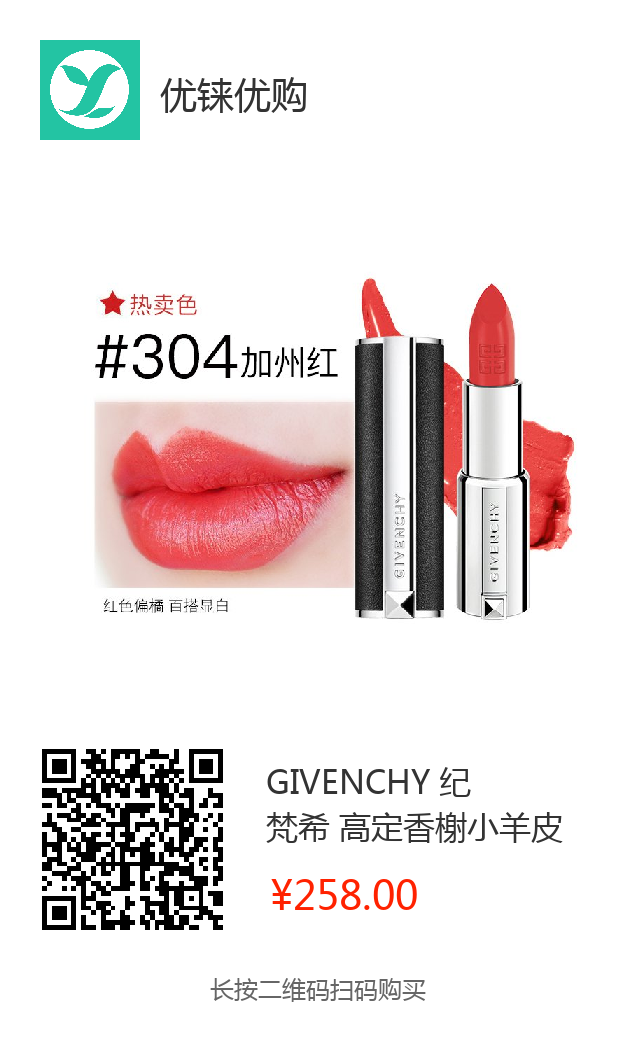 优铼优购
热卖色
#304加州红
红色偏橘 百搭显白
GIVENCHY
GIVENCHY
GIVENCHY 纪
梵希 高定香榭小羊皮
¥258.00
长按二维码扫码购买